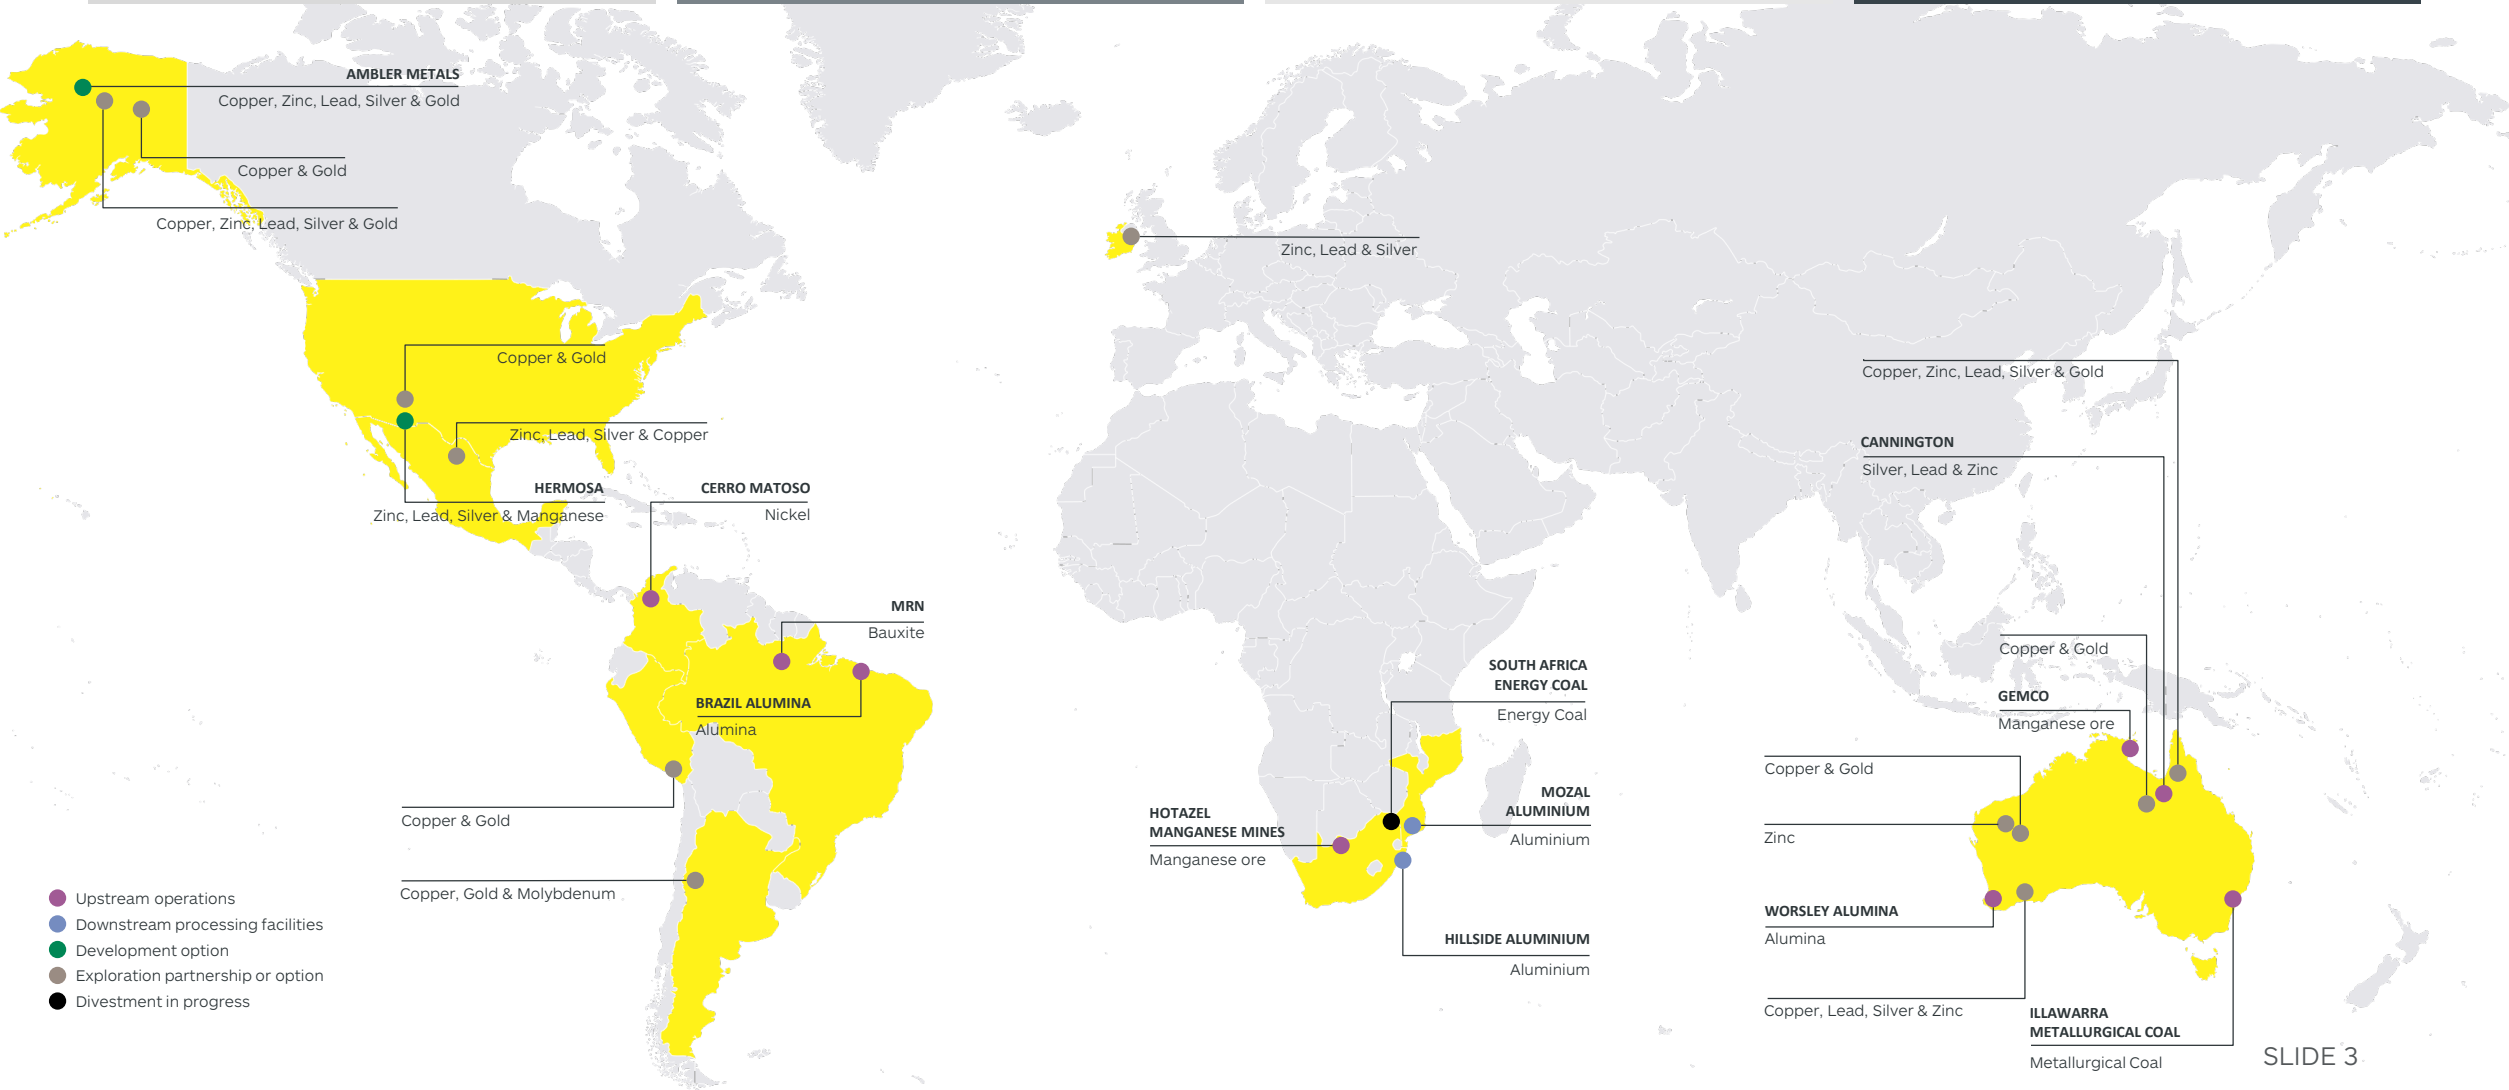 AMBLER METALS
Copper, Zinc, Lead, Silver & Gold
Copper & Gold
Copper, Zinc, Lead, Silver & Gold
Copper & Gold
Zinc, Lead, Silver & Copper
HERMOSA
Zinc, Lead, Silver & Manganese
CERRO MATOSO
Nickel
MRN
Bauxite
BRAZIL ALUMINA
Alumina
Copper & Gold
Copper, Gold & Molybdenum
Upstream operations
Downstream processing facilities
Development option
Exploration partnership or option
Divestment in progress
Zinc, Lead & Silver
SOUTH AFRICA
ENERGY COAL
Energy Coal
MOZAL
ALUMINIUM
Aluminium
HOTAZEL
MANGANESE MINES
Manganese ore
HILLSIDE ALUMINIUM
Aluminium
Copper, Zinc, Lead, Silver & Gold
CANNINGTON
Silver, Lead & Zinc
Copper & Gold
GEMCO
Manganese ore
Copper & Gold
Zinc
WORSLEY ALUMINA
Alumina
Copper, Lead, Silver & Zinc
ILLAWARRA
METALLURGICAL COAL
Metallurgical Coal
SLIDE 3